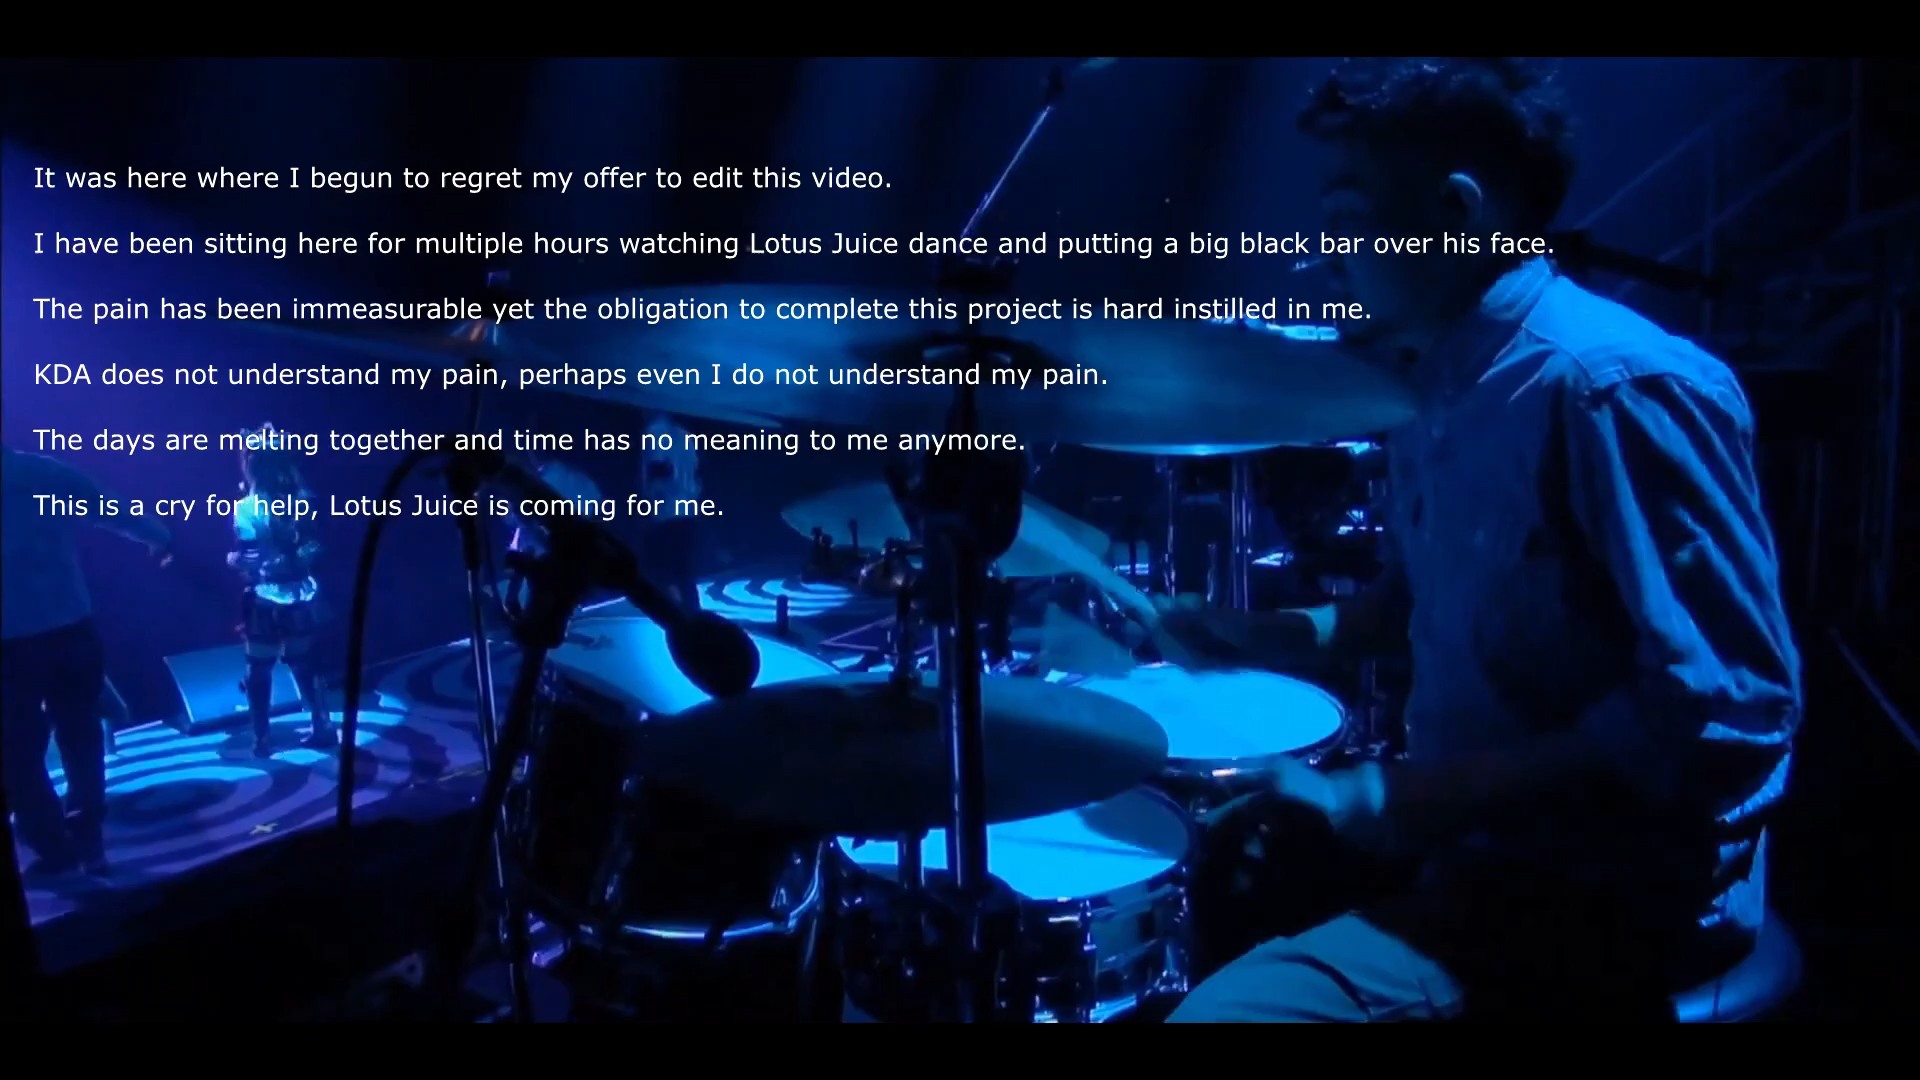 It was here where I begun to regret my offer to edit this video.
I have been sitting here for multiple hours watching Lotus Juice dance and putting a big black bar over his face.
The pain has been immeasurable yet the obligation to complete this project is hard instilled in me.
KDA does not understand my pain, perhaps even I do not understand my pain.
The days are melting together and time has no meaning to me anymore.
This is a cry for help, Lotus Juice is coming for me.